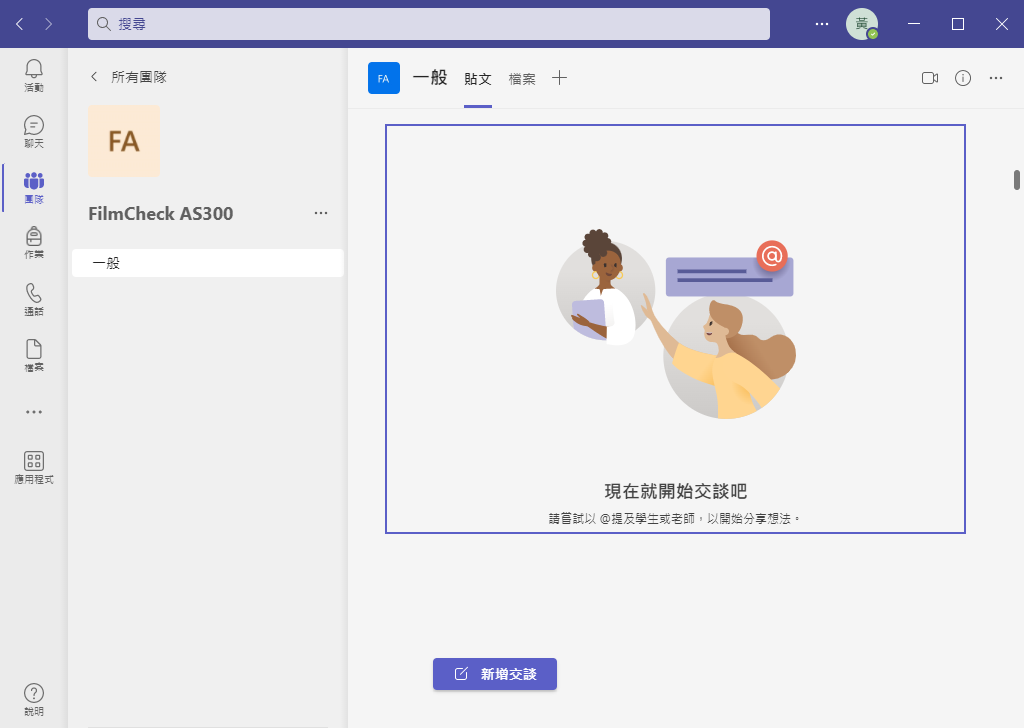 搜尋
黃
活動
聊天
團隊
作業
通話
檔案
應用程式
說明
所有團隊
FA
FilmCheck AS300
一般
FA
一般
貼文
檔案
@
現在就開始交談吧
請嘗試以 @提及學生或老師，以開始分享想法。
新增交談